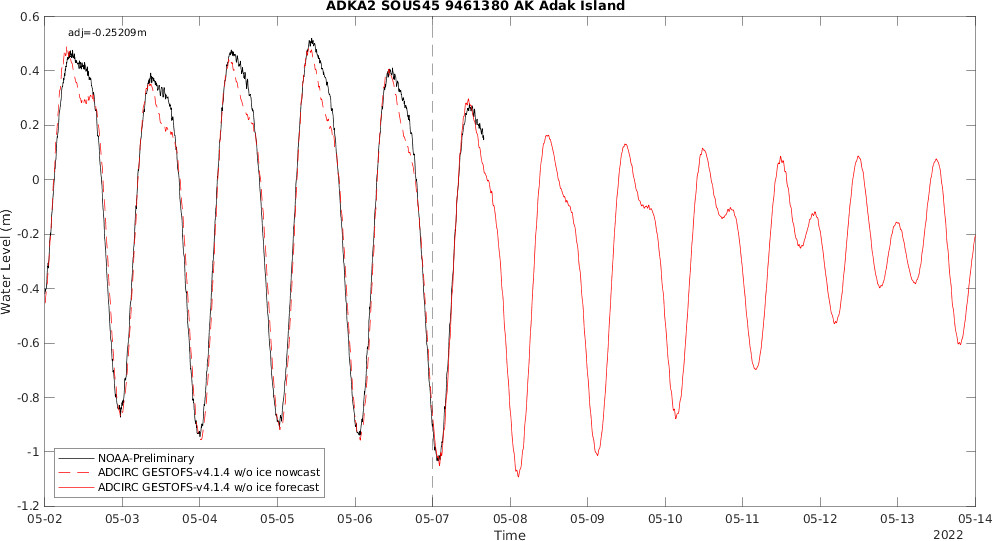 ADKA2 SOUS45 9461380 AK Adak Island
adj=-0.25209m
0.6
0.4
0.2
0
-0.2
-0.4
-0.6
-0.8
-1
-1.2
Water Level (m)
NOAA-Preliminary
ADCIRC GESTOFS-v4.1.4 w/o ice nowcast
ADCIRC GESTOFS-v4.1.4 w/o ice forecast
05-02 05-03 05-04 05-05 05-06 05-07 05-08 05-09 05-10 05-11 05-12 05-13 05-14
Time
2022